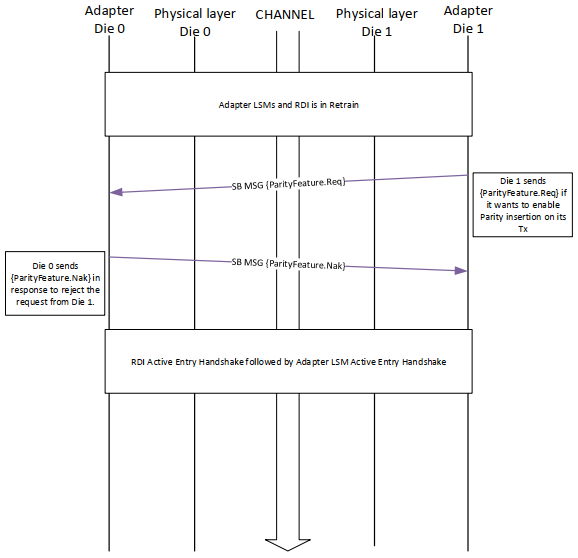 Adapter
Die 0
Physical layer
Die 0
CHANNEL
Physical layer
Die 1
Adapter
Die 1
Adapter LSMs and RDI is in Retrain
SB MSG {ParityFeature.Req}
Die 1 sends
{ParityFeature.Req} if
it wants to enable
Parity insertion on its
Tx
SB MSG {ParityFeature.Nak}
Die 0 sends
{ParityFeature.Nak} in
response to reject the
request from Die 1.
RDI Active Entry Handshake followed by Adapter LSM Active Entry Handshake